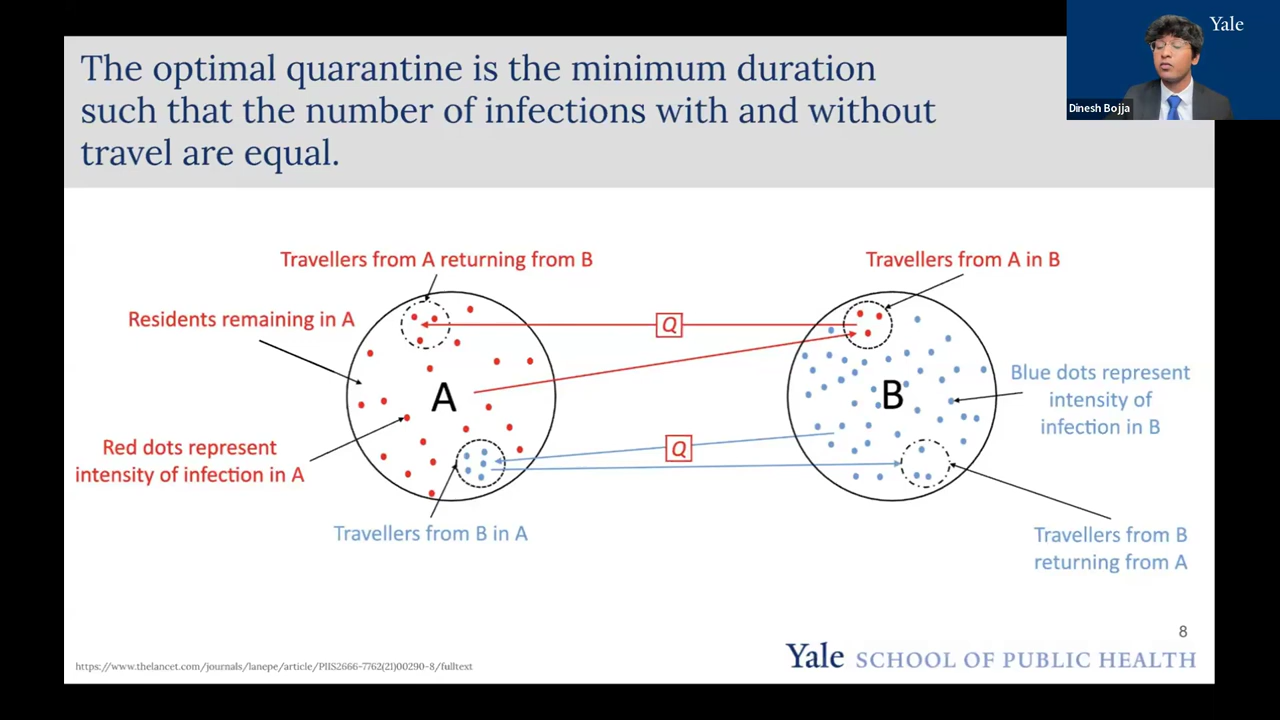 The optimal quarantine is the minimum duration
such that the number of infections with and without
travel are equal.
Yale
Dinesh Bojja
Travellers from A returning from B
Travellers from A in B
Residents remaining in A
Q
A
B
Blue dots represent
intensity of
infection in B
Red dots represent
intensity of infection in A
Q
Travellers from B in A
Travellers from B
returning from A
8
https://www.thelancet.com/journals/lanepe/article/PIIS2666-7762(21)00290-8/fulltext
Yale SCHOOL OF PUBLIC HEALTH